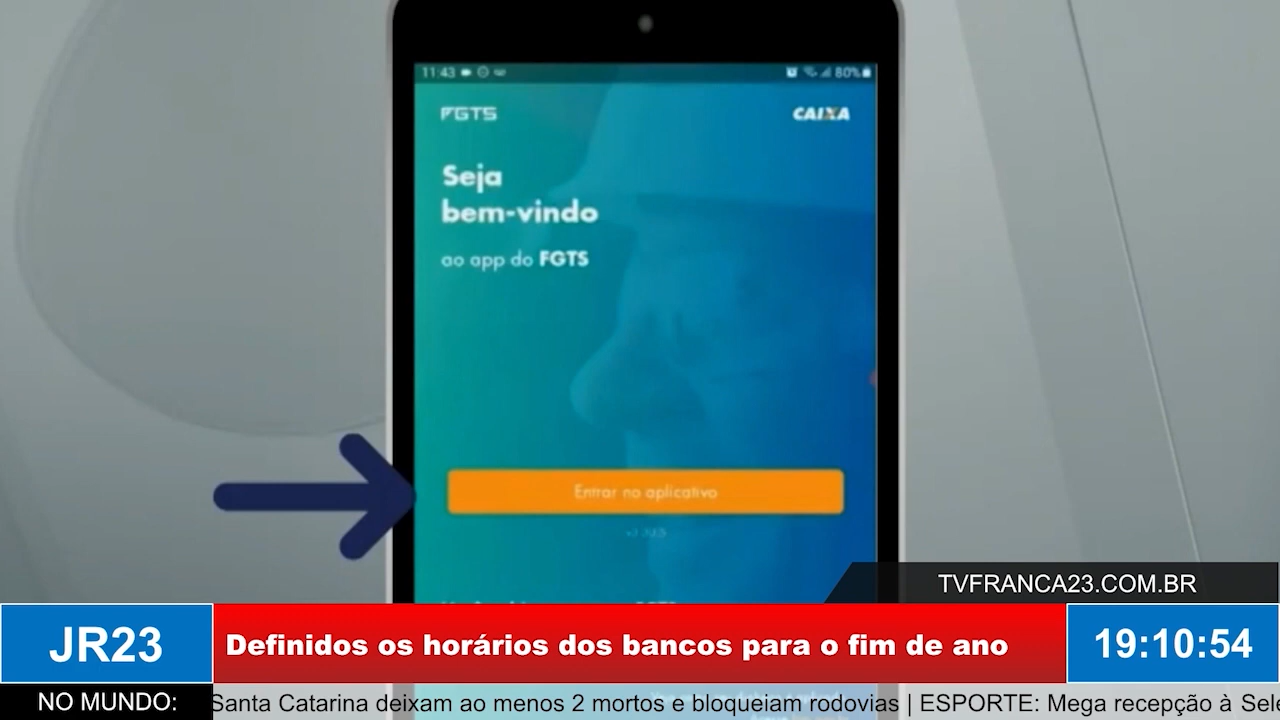 11:43
80%
FGTS
CAIXA
Seja
bem-vindo
ao app do FGTS
Entrar no aplicativo
TVFRANCA23.COM.BR
JR23
Definidos os horários dos bancos para o fim de ano
19:10:54
NO MUNDO:
Santa Catarina deixam ao menos 2 mortos e bloqueiam rodovias | ESPORTE: Mega recepção à Sele